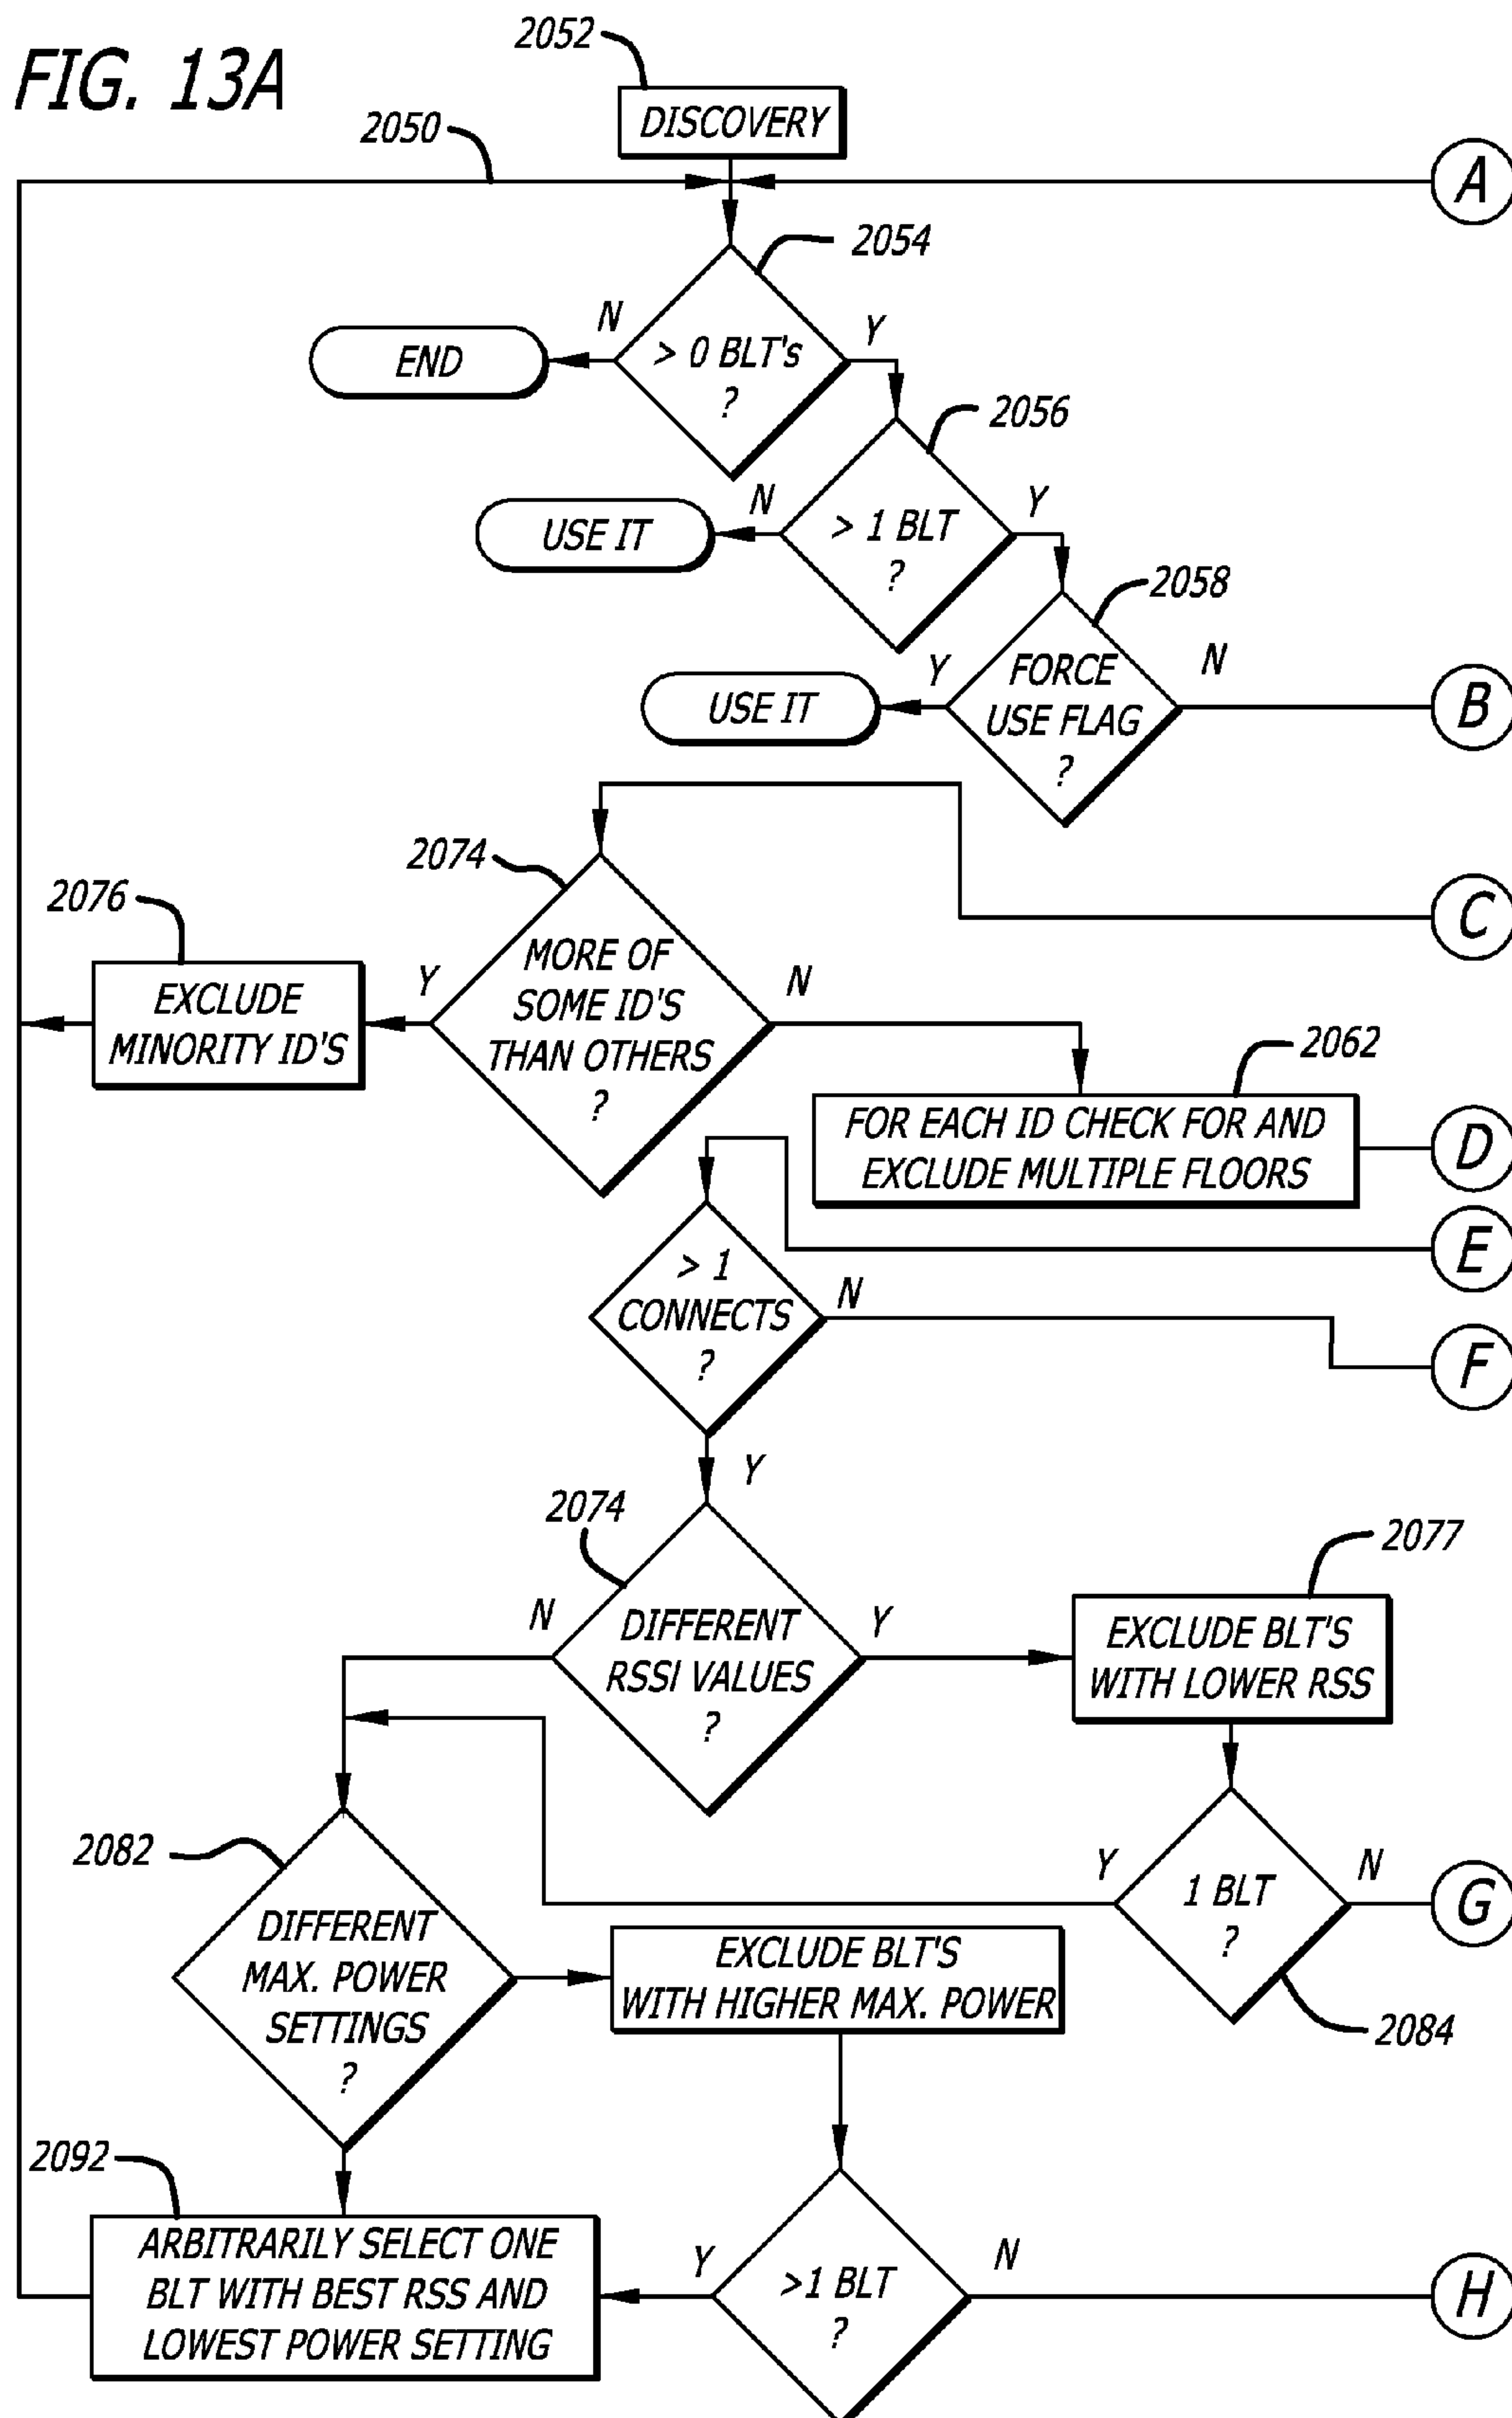 FIG. 13A
2052
DISCOVERY
2050
A
2054
N
Y
END
> 0 BLT's
?
2056
N
Y
USE IT
> 1 BLT
?
2058
Y
N
USE IT
FORCE
USE FLAG
?
B
2074
2076
C
Y
N
EXCLUDE
MINORITY ID'S
MORE OF
SOME ID'S
THAN OTHERS
?
2062
FOR EACH ID CHECK FOR AND
EXCLUDE MULTIPLE FLOORS
D
E
> 1
CONNECTS
?
N
F
Y
2074
2077
N
Y
DIFFERENT
RSSI VALUES
?
EXCLUDE BLT'S
WITH LOWER RSS
2082
Y
N
1 BLT
?
G
DIFFERENT
MAX. POWER
SETTINGS
?
EXCLUDE BLT'S
WITH HIGHER MAX. POWER
2084
2092
ARBITRARILY SELECT ONE
BLT WITH BEST RSS AND
LOWEST POWER SETTING
Y
N
>1 BLT
?
H